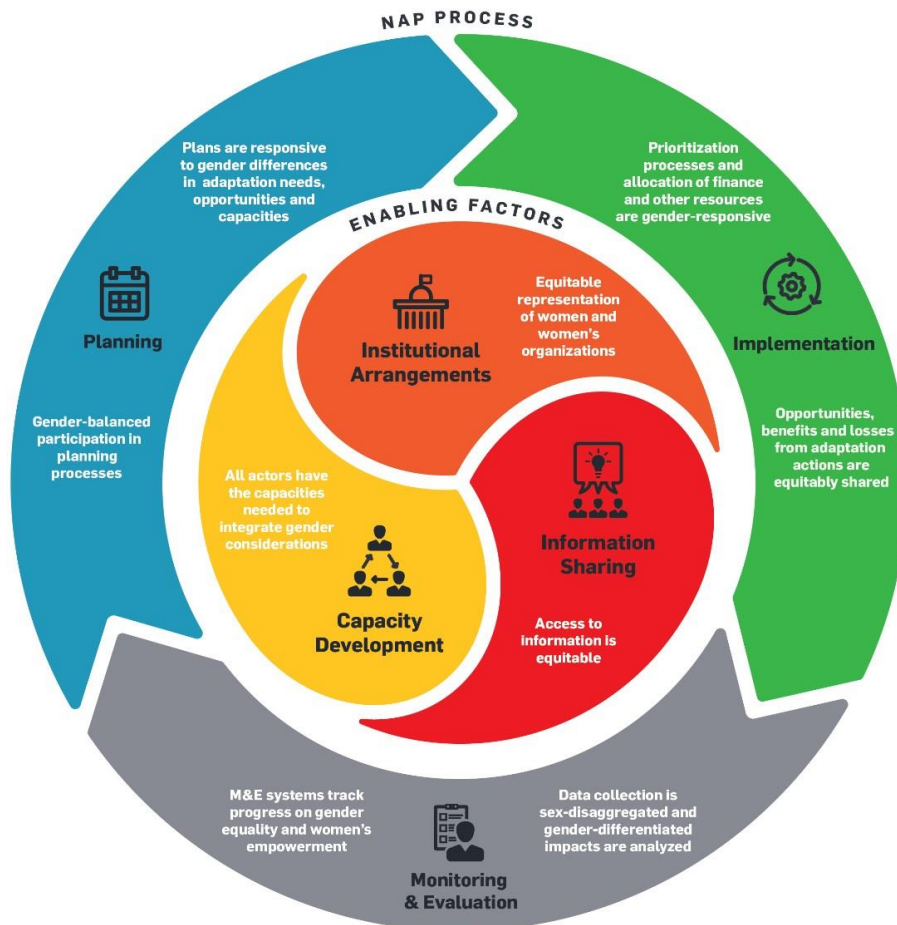 NAP PROCESS
Plans are responsive
to gender differences
in adaptation needs,
opportunities and
capacities
Planning
Gender-balanced
participation in
planning
processes
Prioritization
processes and
allocation of finance
and other resources
are gender-responsive
Implementation
Opportunities,
benefits and losses
from adaptation
actions are
equitably shared
ENABLING FACTORS
Institutional
Arrangements
Equitable
representation
of women and
women's
organizations
All actors have
the capacities
needed to
integrate gender
considerations
Capacity
Development
Information
Sharing
Access to
information is
equitable
M&E systems track
progress on gender
equality and women's
empowerment
Monitoring
& Evaluation
Data collection is
sex-disaggregated and
gender-differentiated
impacts are analyzed